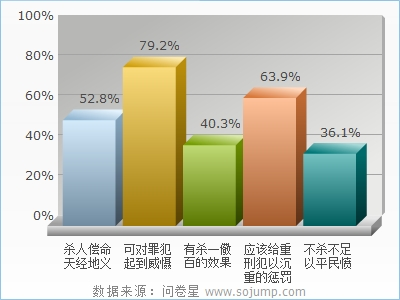 100%
80%
60%
40%
20%
0%
52.8%
79.2%
40.3%
63.9%
36.1%
杀人偿命
天经地义
可对罪犯
起到威慑
有杀一儆
百的效果
应该给重
刑犯以沉
重的惩罚
不杀不足
以平民愤
数据来源：问卷星 www.sojump.com